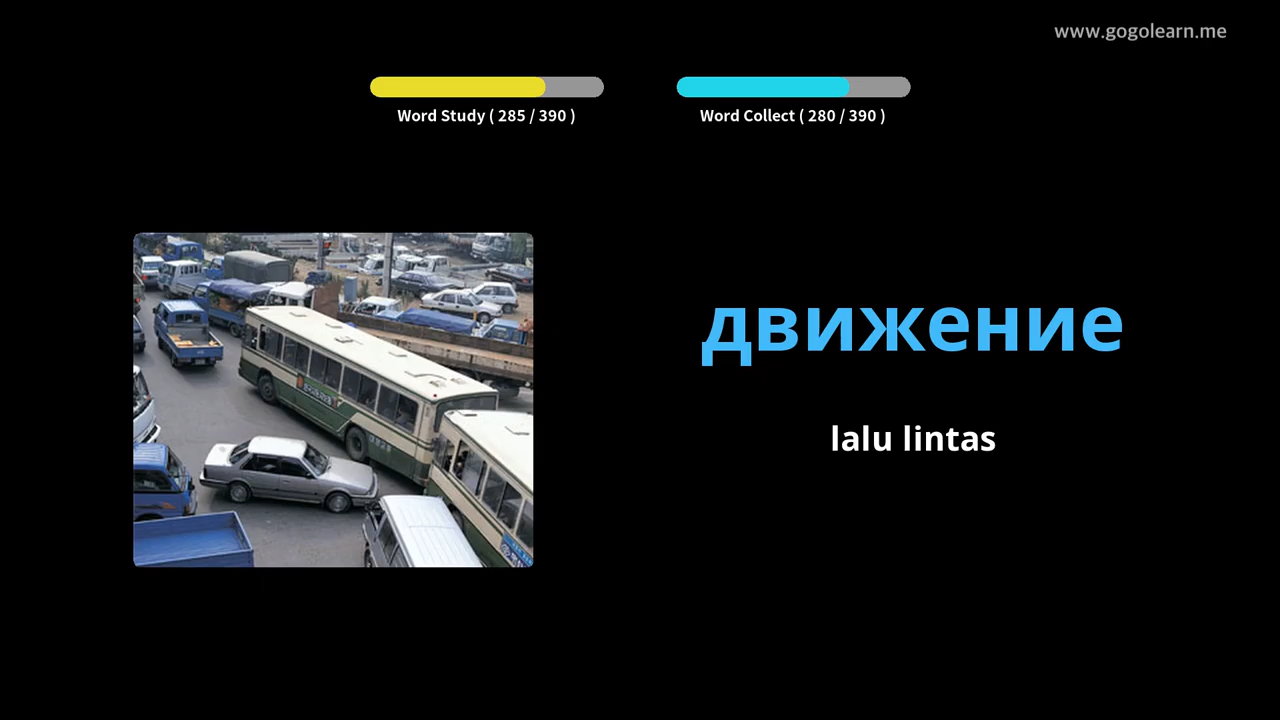 www.gogolearn.me
Word Study ( 285 / 390 )
Word Collect ( 280 / 390 )
движение
lalu lintas